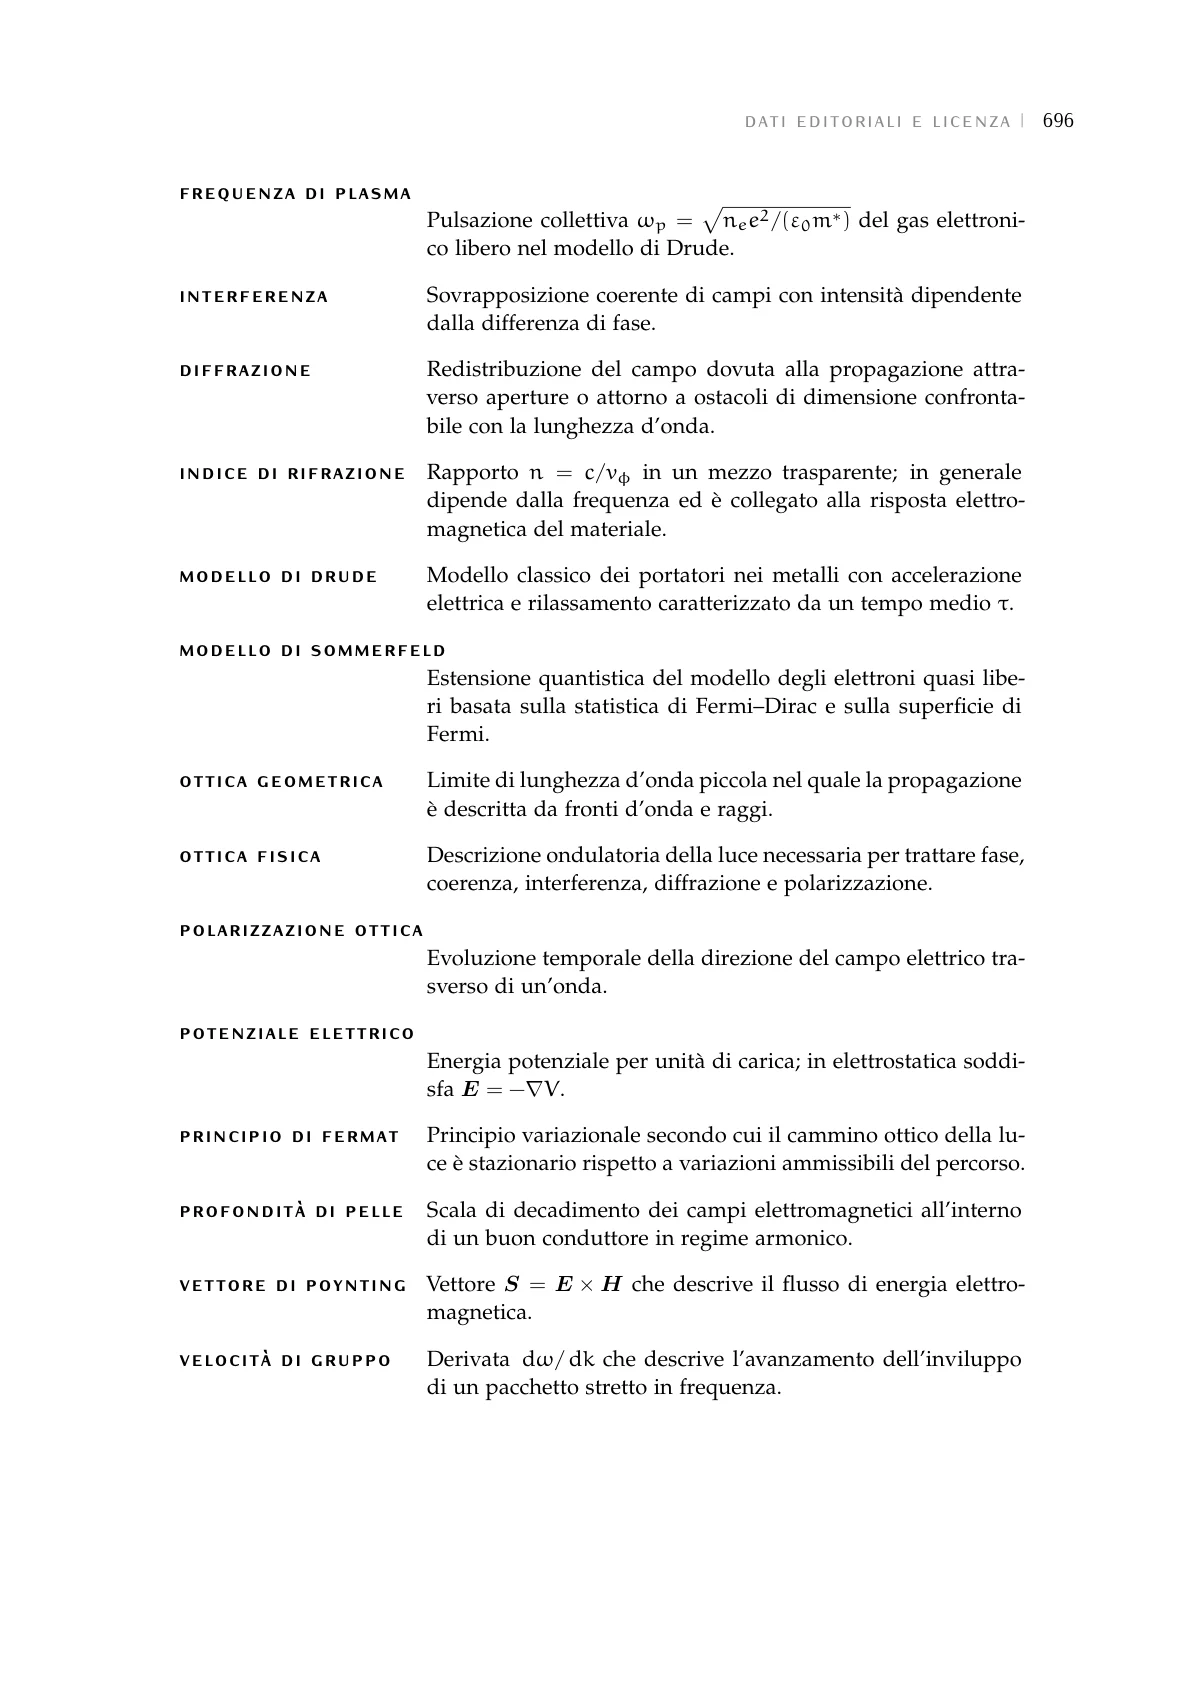 DATI EDITORIALI E LICENZA | 696
FREQUENZA DI PLASMA
Pulsazione collettiva ωp = √nee²/(ε0m*) del gas elettroni-
co libero nel modello di Drude.
INTERFERENZA Sovrapposizione coerente di campi con intensità dipendente
dalla differenza di fase.
DIFFRAZIONE Redistribuzione del campo dovuta alla propagazione attra-
verso aperture o attorno a ostacoli di dimensione confronta-
bile con la lunghezza d'onda.
INDICE DI RIFRAZIONE Rapporto n = c/vϕ in un mezzo trasparente; in generale
dipende dalla frequenza ed è collegato alla risposta elettro-
magnetica del materiale.
MODELLO DI DRUDE Modello classico dei portatori nei metalli con accelerazione
elettrica e rilassamento caratterizzato da un tempo medio τ.
MODELLO DI SOMMERFELD
Estensione quantistica del modello degli elettroni quasi libe-
ri basata sulla statistica di Fermi–Dirac e sulla superficie di
Fermi.
OTTICA GEOMETRICA Limite di lunghezza d'onda piccola nel quale la propagazione
è descritta da fronti d'onda e raggi.
OTTICA FISICA Descrizione ondulatoria della luce necessaria per trattare fase,
coerenza, interferenza, diffrazione e polarizzazione.
POLARIZZAZIONE OTTICA
Evoluzione temporale della direzione del campo elettrico tra-
sverso di un'onda.
POTENZIALE ELETTRICO
Energia potenziale per unità di carica; in elettrostatica soddi-
sfa E = −∇V.
PRINCIPIO DI FERMAT Principio variazionale secondo cui il cammino ottico della lu-
ce è stazionario rispetto a variazioni ammissibili del percorso.
PROFONDITÀ DI PELLE Scala di decadimento dei campi elettromagnetici all'interno
di un buon conduttore in regime armonico.
VETTORE DI POYNTING Vettore S = E × H che descrive il flusso di energia elettro-
magnetica.
VELOCITÀ DI GRUPPO Derivata dω/dk che descrive l'avanzamento dell'inviluppo
di un pacchetto stretto in frequenza.